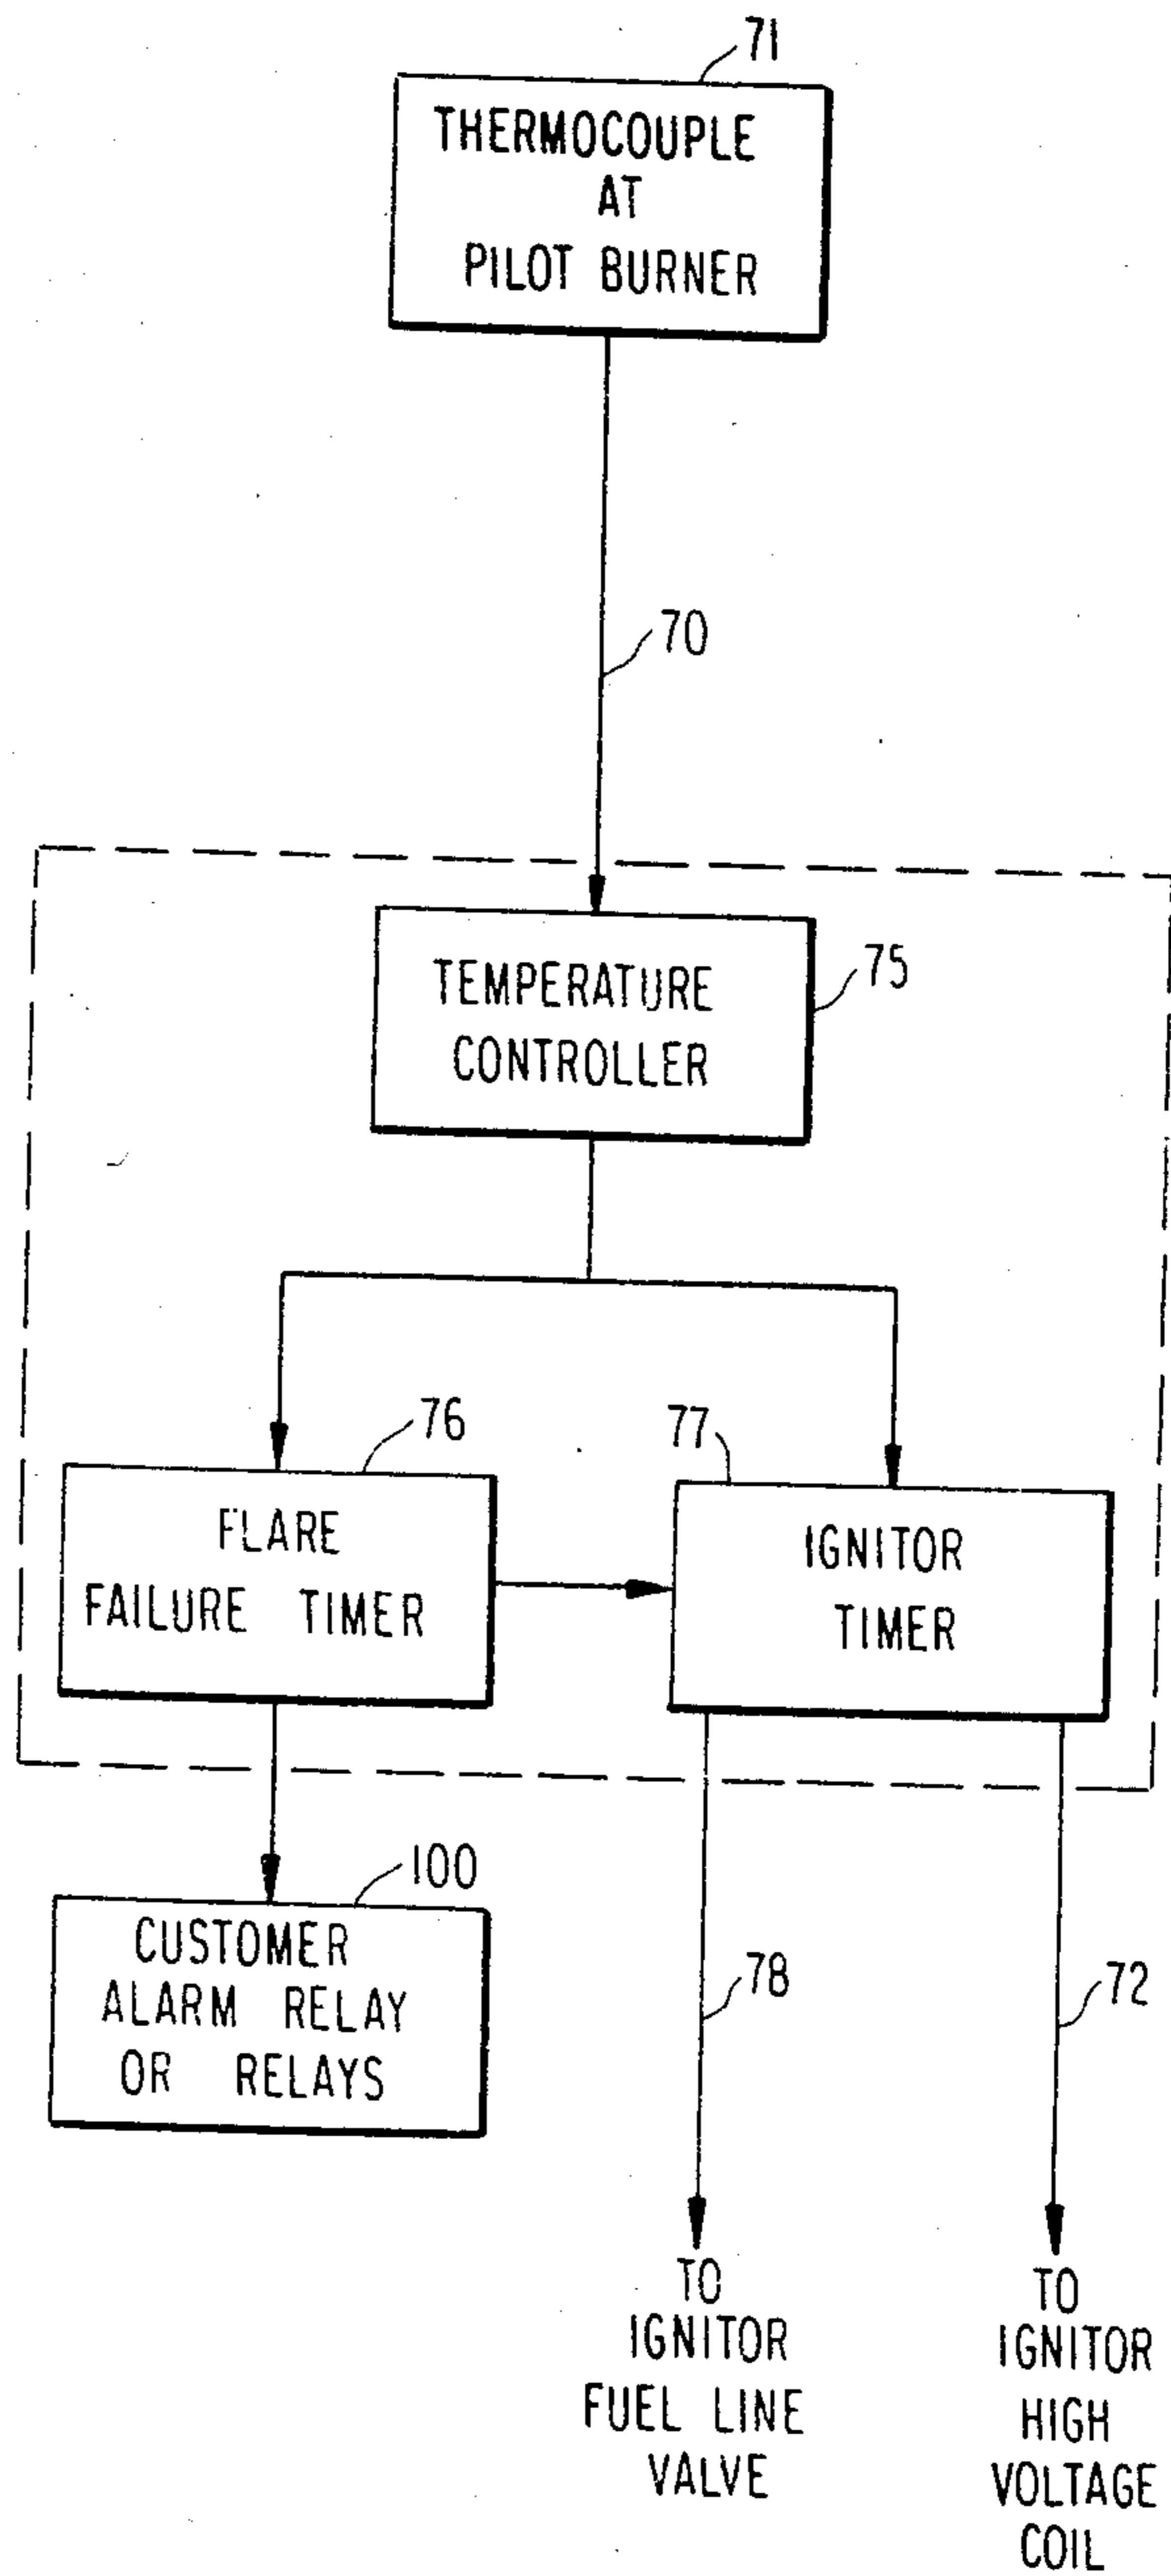 71
THERMOCOUPLE
AT
PILOT BURNER
70
TEMPERATURE
CONTROLLER
75
76
FLARE
FAILURE TIMER
77
IGNITOR
TIMER
100
CUSTOMER
ALARM RELAY
OR RELAYS
78
72
TO
IGNITOR
FUEL LINE
VALVE
TO
IGNITOR
HIGH
VOLTAGE
COIL